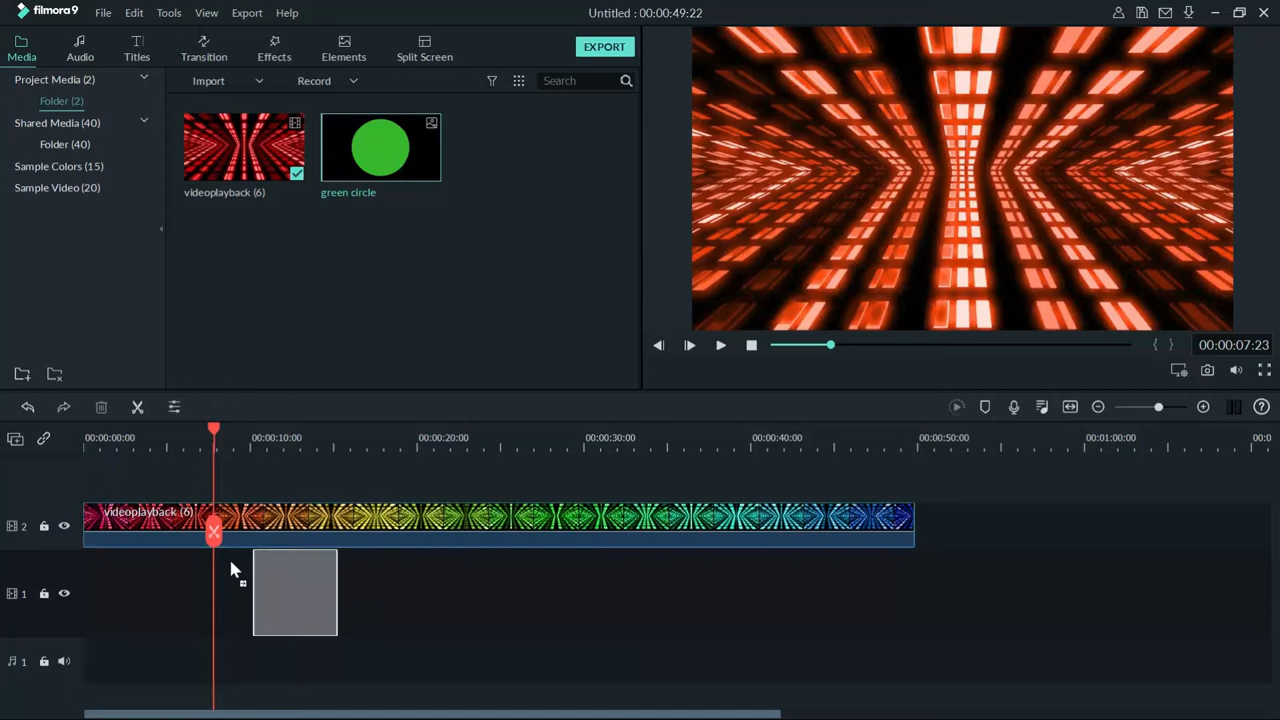 filmora9 File Edit Tools View Export Help Untitled : 00:00:49:22
Media Audio Titles Transition Effects Elements Split Screen EXPORT
Project Media (2)
Folder (2)
Shared Media (40)
Folder (40)
Sample Colors (15)
Sample Video (20)
Import Record Search
videoplayback (6) green circle
00:00:07:23
00:00:00:00 00:00:10:00 00:00:20:00 00:00:30:00 00:00:40:00 00:00:50:00 00:01:00:00 00:0
2 videoplayback (6)
1
1